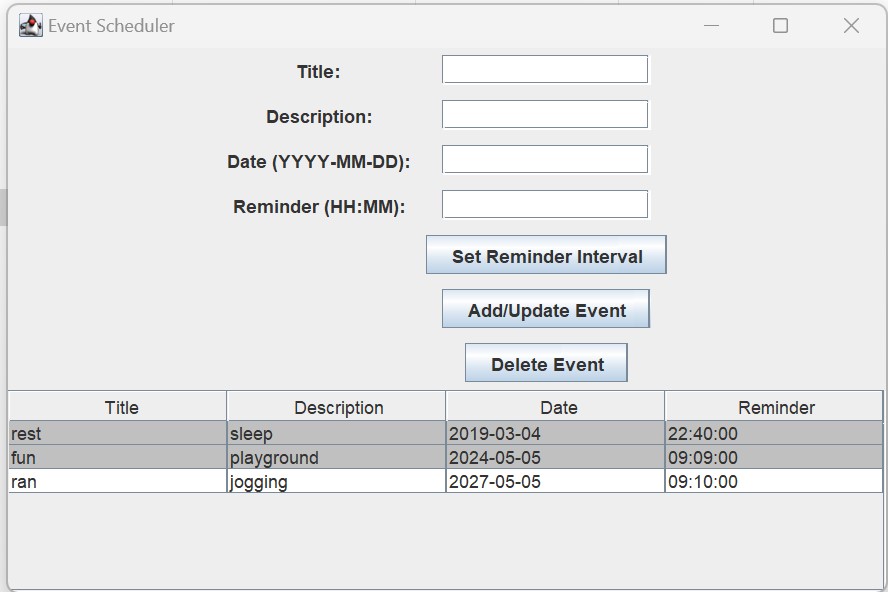 Event Scheduler
Title:
Description:
Date (YYYY-MM-DD):
Reminder (HH:MM):
Set Reminder Interval
Add/Update Event
Delete Event
Title Description Date Reminder
rest sleep 2019-03-04 22:40:00
fun playground 2024-05-05 09:09:00
ran jogging 2027-05-05 09:10:00